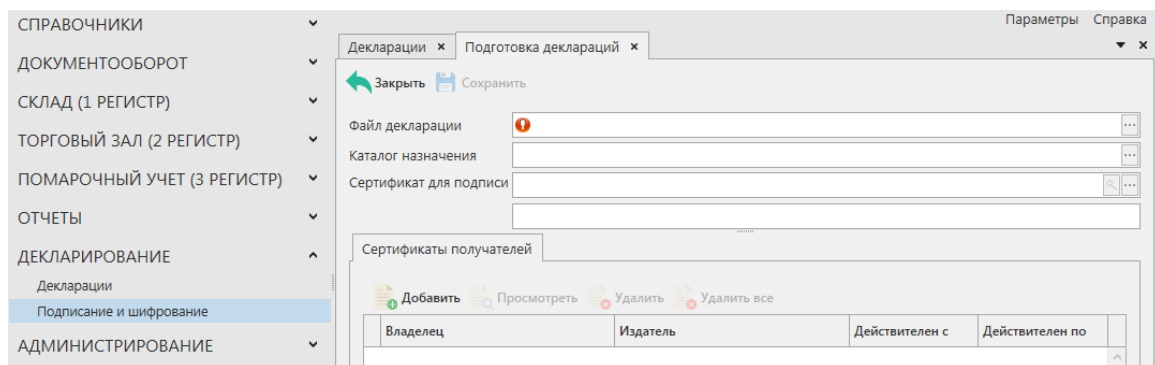 Параметры Справка
СПРАВОЧНИКИ
ДОКУМЕНТООБОРОТ
СКЛАД (1 РЕГИСТР)
ТОРГОВЫЙ ЗАЛ (2 РЕГИСТР)
ПОМАРОЧНЫЙ УЧЕТ (3 РЕГИСТР)
ОТЧЕТЫ
ДЕКЛАРИРОВАНИЕ
Декларации
Подписание и шифрование
АДМИНИСТРИРОВАНИЕ
Декларации × Подготовка деклараций ×
Закрыть Сохранить
Файл декларации
Каталог назначения
Сертификат для подписи
Сертификаты получателей
Добавить Просмотреть Удалить Удалить все
Владелец Издатель Действителен с Действителен по